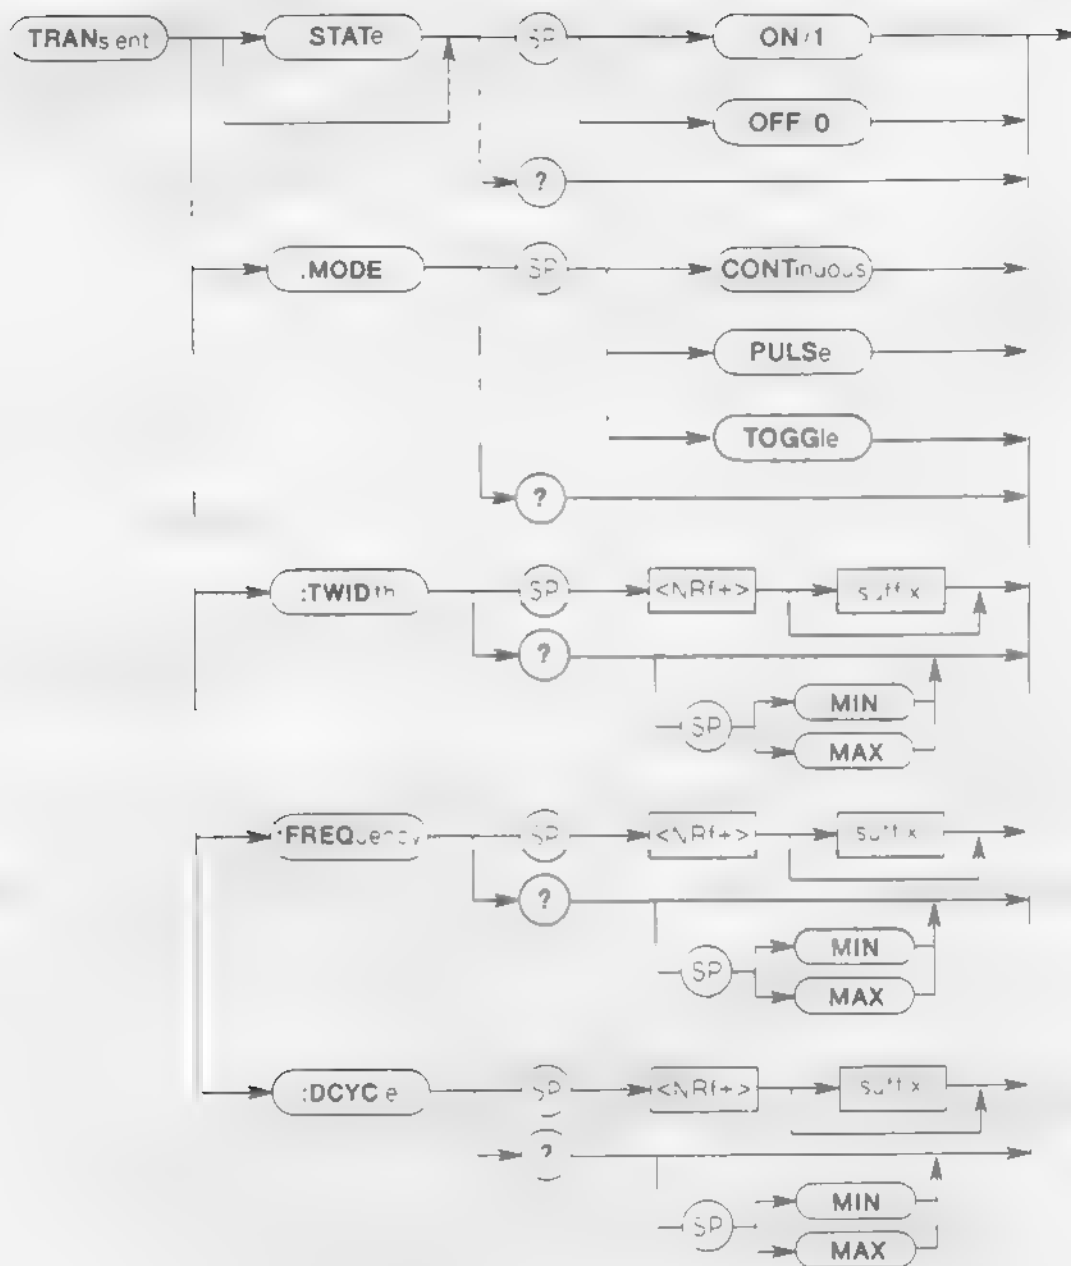 TRANsient STATe SP ON/1
OFF 0
?
:MODE SP CONTinuous
PULSe
TOGGle
?
:TWIDth SP <NRf+> suffix
?
SP MIN
MAX
:FREQuency SP <NRf+> suffix
?
SP MIN
MAX
:DCYCle SP <NRf+> suffix
?
SP MIN
MAX